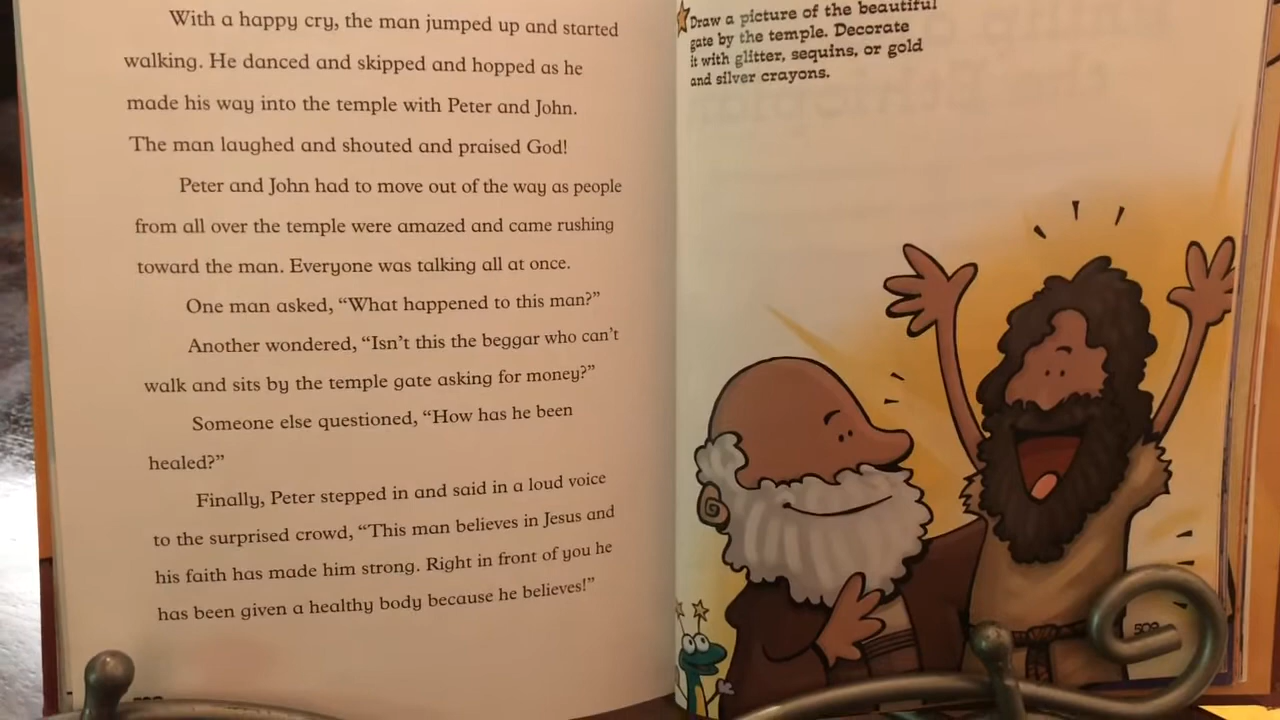 With a happy cry, the man jumped up and started
walking. He danced and skipped and hopped as he
made his way into the temple with Peter and John.
The man laughed and shouted and praised God!
Peter and John had to move out of the way as people
from all over the temple were amazed and came rushing
toward the man. Everyone was talking all at once.
One man asked, “What happened to this man?”
Another wondered, “Isn’t this the beggar who can’t
walk and sits by the temple gate asking for money?”
Someone else questioned, “How has he been
healed?”
Finally, Peter stepped in and said in a loud voice
to the surprised crowd, “This man believes in Jesus and
his faith has made him strong. Right in front of you he
has been given a healthy body because he believes!”
Draw a picture of the beautiful
gate by the temple. Decorate
it with glitter, sequins, or gold
and silver crayons.
509